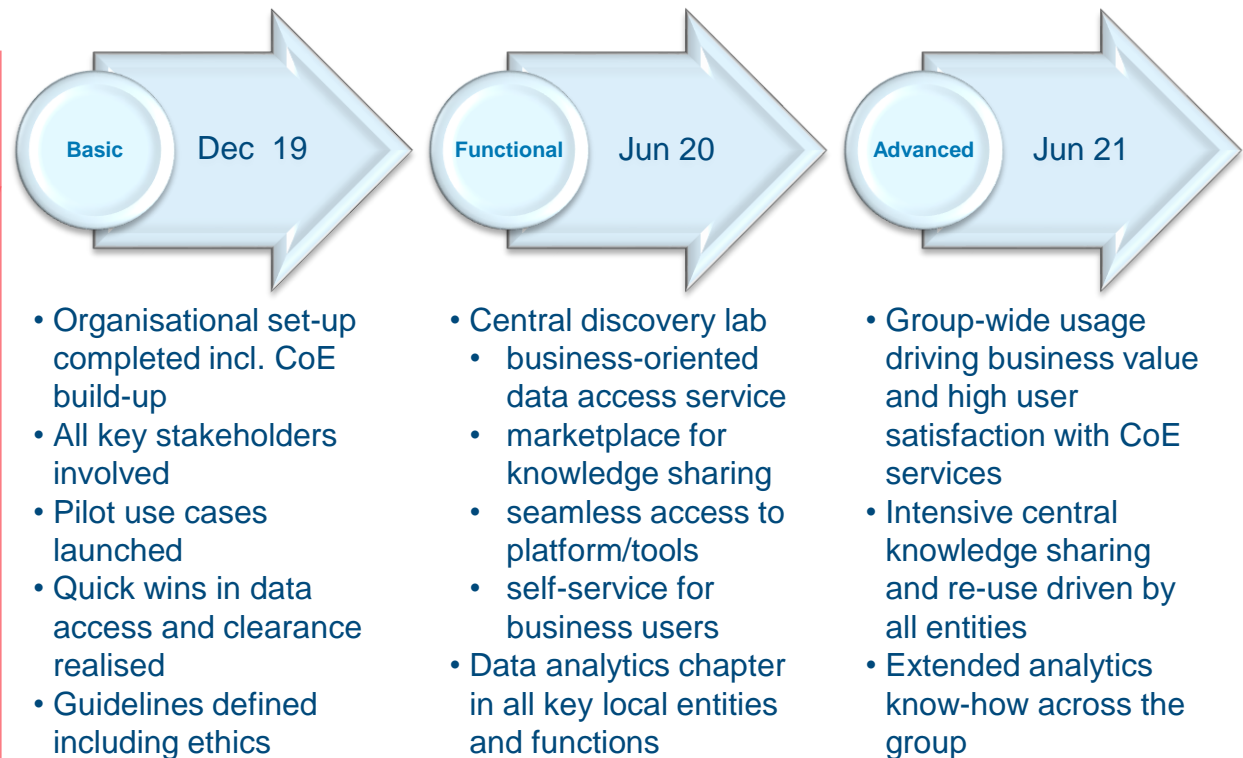 Basic
Dec 19
Functional
Jun 20
Advanced
Jun 21
• Organisational set-up
completed incl. CoE
build-up
• All key stakeholders
involved
• Pilot use cases
launched
• Quick wins in data
access and clearance
realised
• Guidelines defined
including ethics
• Central discovery lab
• business-oriented
data access service
• marketplace for
knowledge sharing
• seamless access to
platform/tools
• self-service for
business users
• Data analytics chapter
in all key local entities
and functions
• Group-wide usage
driving business value
and high user
satisfaction with CoE
services
• Intensive central
knowledge sharing
and re-use driven by
all entities
• Extended analytics
know-how across the
group